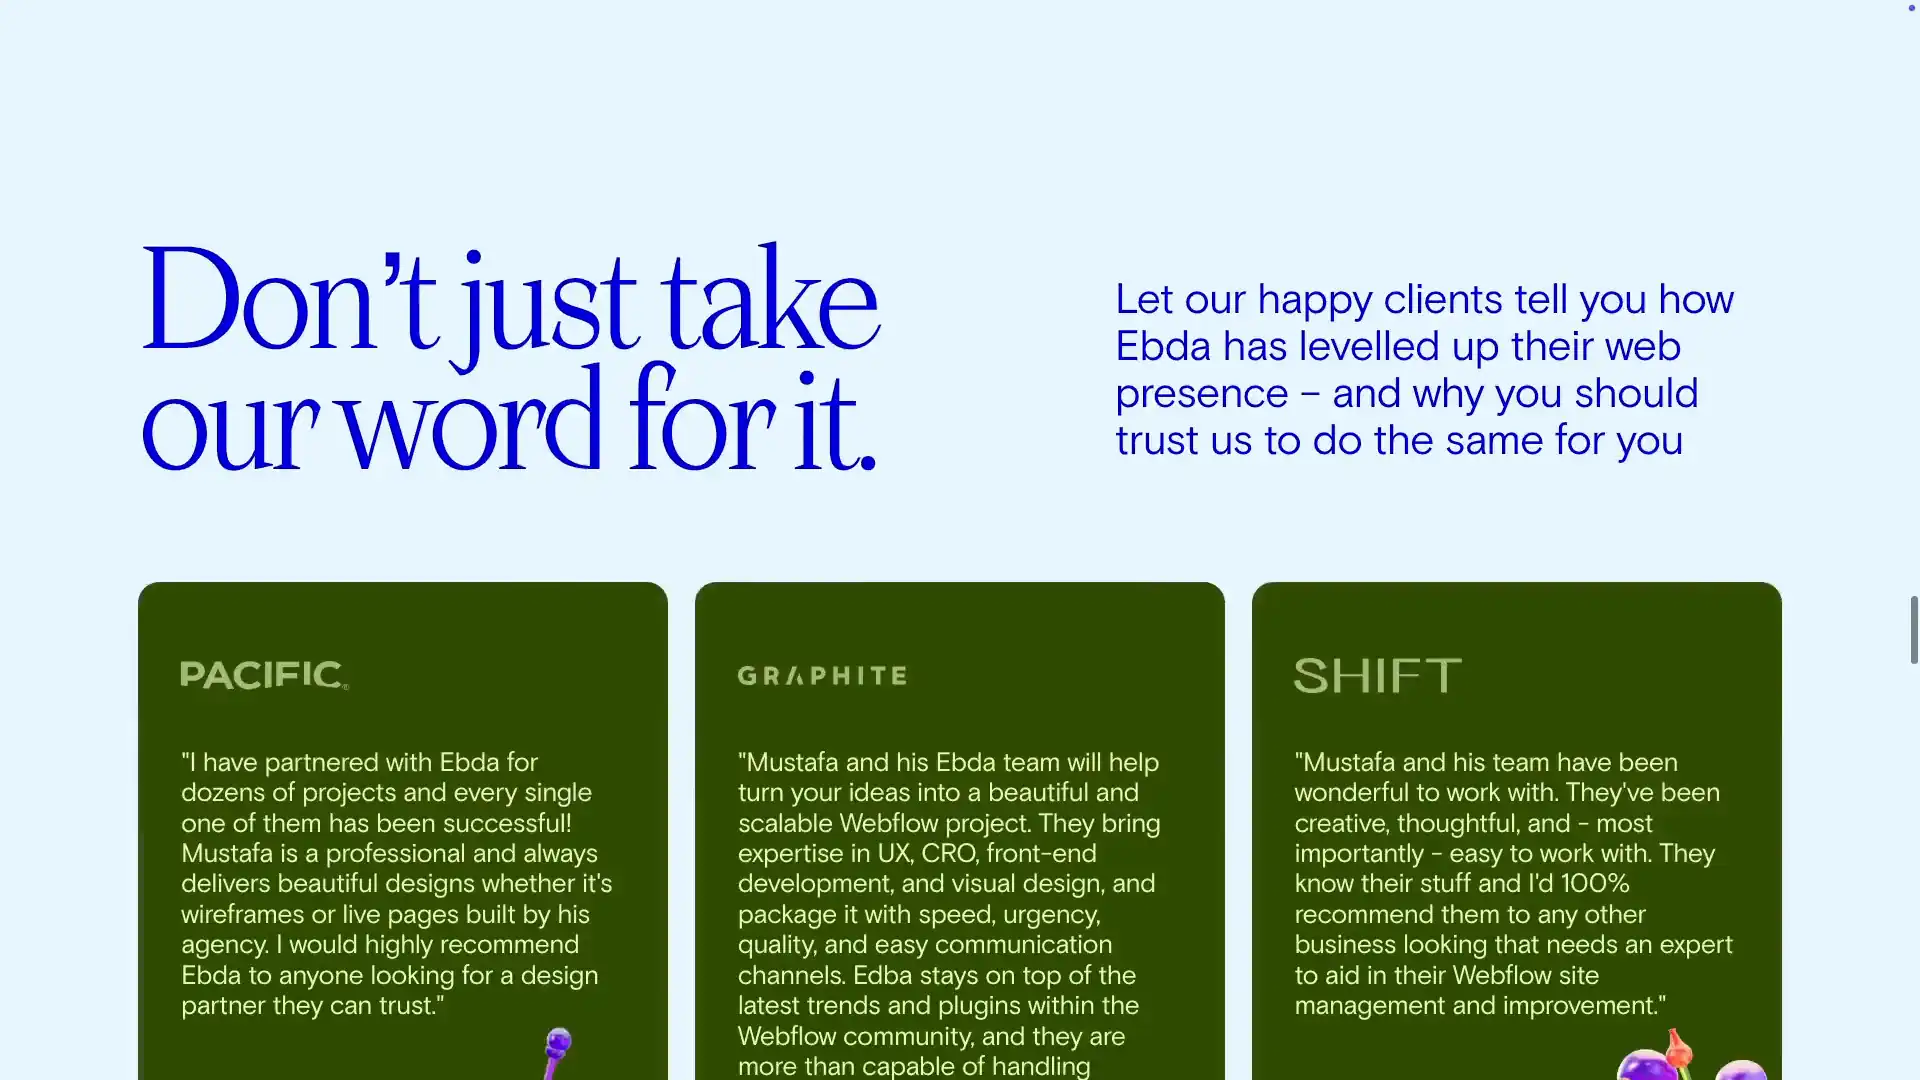 Don’t just take
our word for it.
Let our happy clients tell you how
Ebda has levelled up their web
presence – and why you should
trust us to do the same for you
PACIFIC®
"I have partnered with Ebda for
dozens of projects and every single
one of them has been successful!
Mustafa is a professional and always
delivers beautiful designs whether it's
wireframes or live pages built by his
agency. I would highly recommend
Ebda to anyone looking for a design
partner they can trust."
GRAPHITE
"Mustafa and his Ebda team will help
turn your ideas into a beautiful and
scalable Webflow project. They bring
expertise in UX, CRO, front-end
development, and visual design, and
package it with speed, urgency,
quality, and easy communication
channels. Edba stays on top of the
latest trends and plugins within the
Webflow community, and they are
more than capable of handling
SHIFT
"Mustafa and his team have been
wonderful to work with. They've been
creative, thoughtful, and – most
importantly – easy to work with. They
know their stuff and I'd 100%
recommend them to any other
business looking that needs an expert
to aid in their Webflow site
management and improvement."